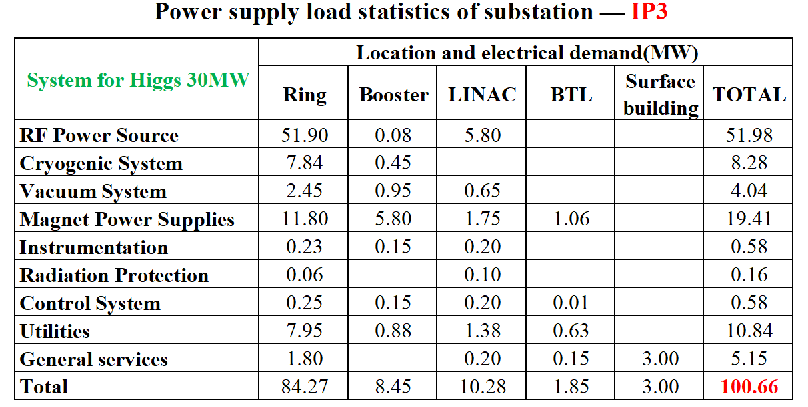 Power supply load statistics of substation — IP3
System for Higgs 30MW
Location and electrical demand(MW)
Ring Booster LINAC BTL Surface building TOTAL
RF Power Source 51.90 0.08 5.80 51.98
Cryogenic System 7.84 0.45 8.28
Vacuum System 2.45 0.95 0.65 4.04
Magnet Power Supplies 11.80 5.80 1.75 1.06 19.41
Instrumentation 0.23 0.15 0.20 0.58
Radiation Protection 0.06 0.10 0.16
Control System 0.25 0.15 0.20 0.01 0.58
Utilities 7.95 0.88 1.38 0.63 10.84
General services 1.80 0.20 0.15 3.00 5.15
Total 84.27 8.45 10.28 1.85 3.00 100.66